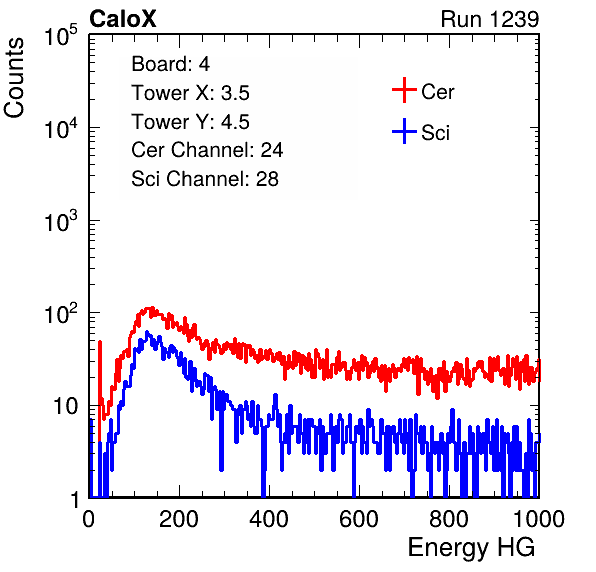 CaloX Run 1239
Counts
Board: 4
Tower X: 3.5
Tower Y: 4.5
Cer Channel: 24
Sci Channel: 28
Cer
Sci
10^5
10^4
10^3
10^2
10
1
0 200 400 600 800 1000
Energy HG